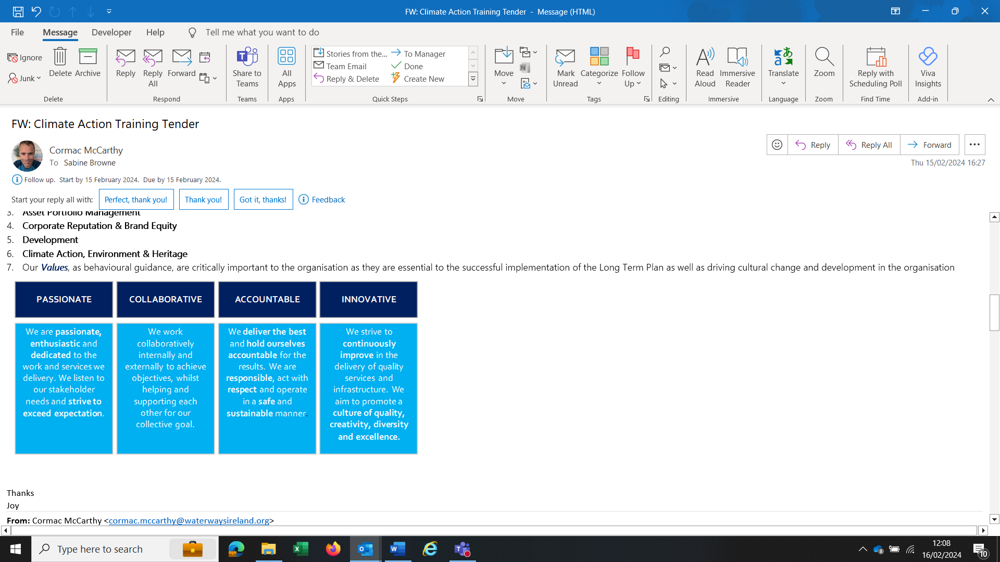 FW: Climate Action Training Tender  -  Message (HTML)
File Message Developer Help Tell me what you want to do
Ignore
Junk
Delete
Archive
Delete
Reply
Reply All
Forward
Respond
Share to Teams
Teams
All Apps
Apps
Stories from the... To Manager
Team Email Done
Reply & Delete Create New
Quick Steps
Move
Move
Mark Unread
Categorize
Follow Up
Tags
Editing
Read Aloud
Immersive Reader
Immersive
Translate
Language
Zoom
Zoom
Reply with Scheduling Poll
Find Time
Viva Insights
Add-in
FW: Climate Action Training Tender
Cormac McCarthy
To Sabine Browne
Reply Reply All Forward
Thu 15/02/2024 16:27
Follow up.  Start by 15 February 2024.  Due by 15 February 2024.
Start your reply all with: Perfect, thank you! Thank you! Got it, thanks! Feedback
3. Asset Portfolio Management
4. Corporate Reputation & Brand Equity
5. Development
6. Climate Action, Environment & Heritage
7. Our Values, as behavioural guidance, are critically important to the organisation as they are essential to the successful implementation of the Long Term Plan as well as driving cultural change and development in the organisation
PASSIONATE
We are passionate,
enthusiastic and
dedicated to the
work and services we
delivery. We listen to
our stakeholder
needs and strive to
exceed expectation.
COLLABORATIVE
We work
collaboratively
internally and
externally to achieve
objectives, whilst
helping and
supporting each
other for our
collective goal.
ACCOUNTABLE
We deliver the best
and hold ourselves
accountable for the
results. We are
responsible, act with
respect and operate
in a safe and
sustainable manner.
INNOVATIVE
We strive to
continuously
improve in the
delivery of quality
services and
infrastructure. We
aim to promote a
culture of quality,
creativity, diversity
and excellence.
Thanks
Joy
From: Cormac McCarthy <cormac.mccarthy@waterwaysireland.org>
Type here to search
12:08
16/02/2024
10